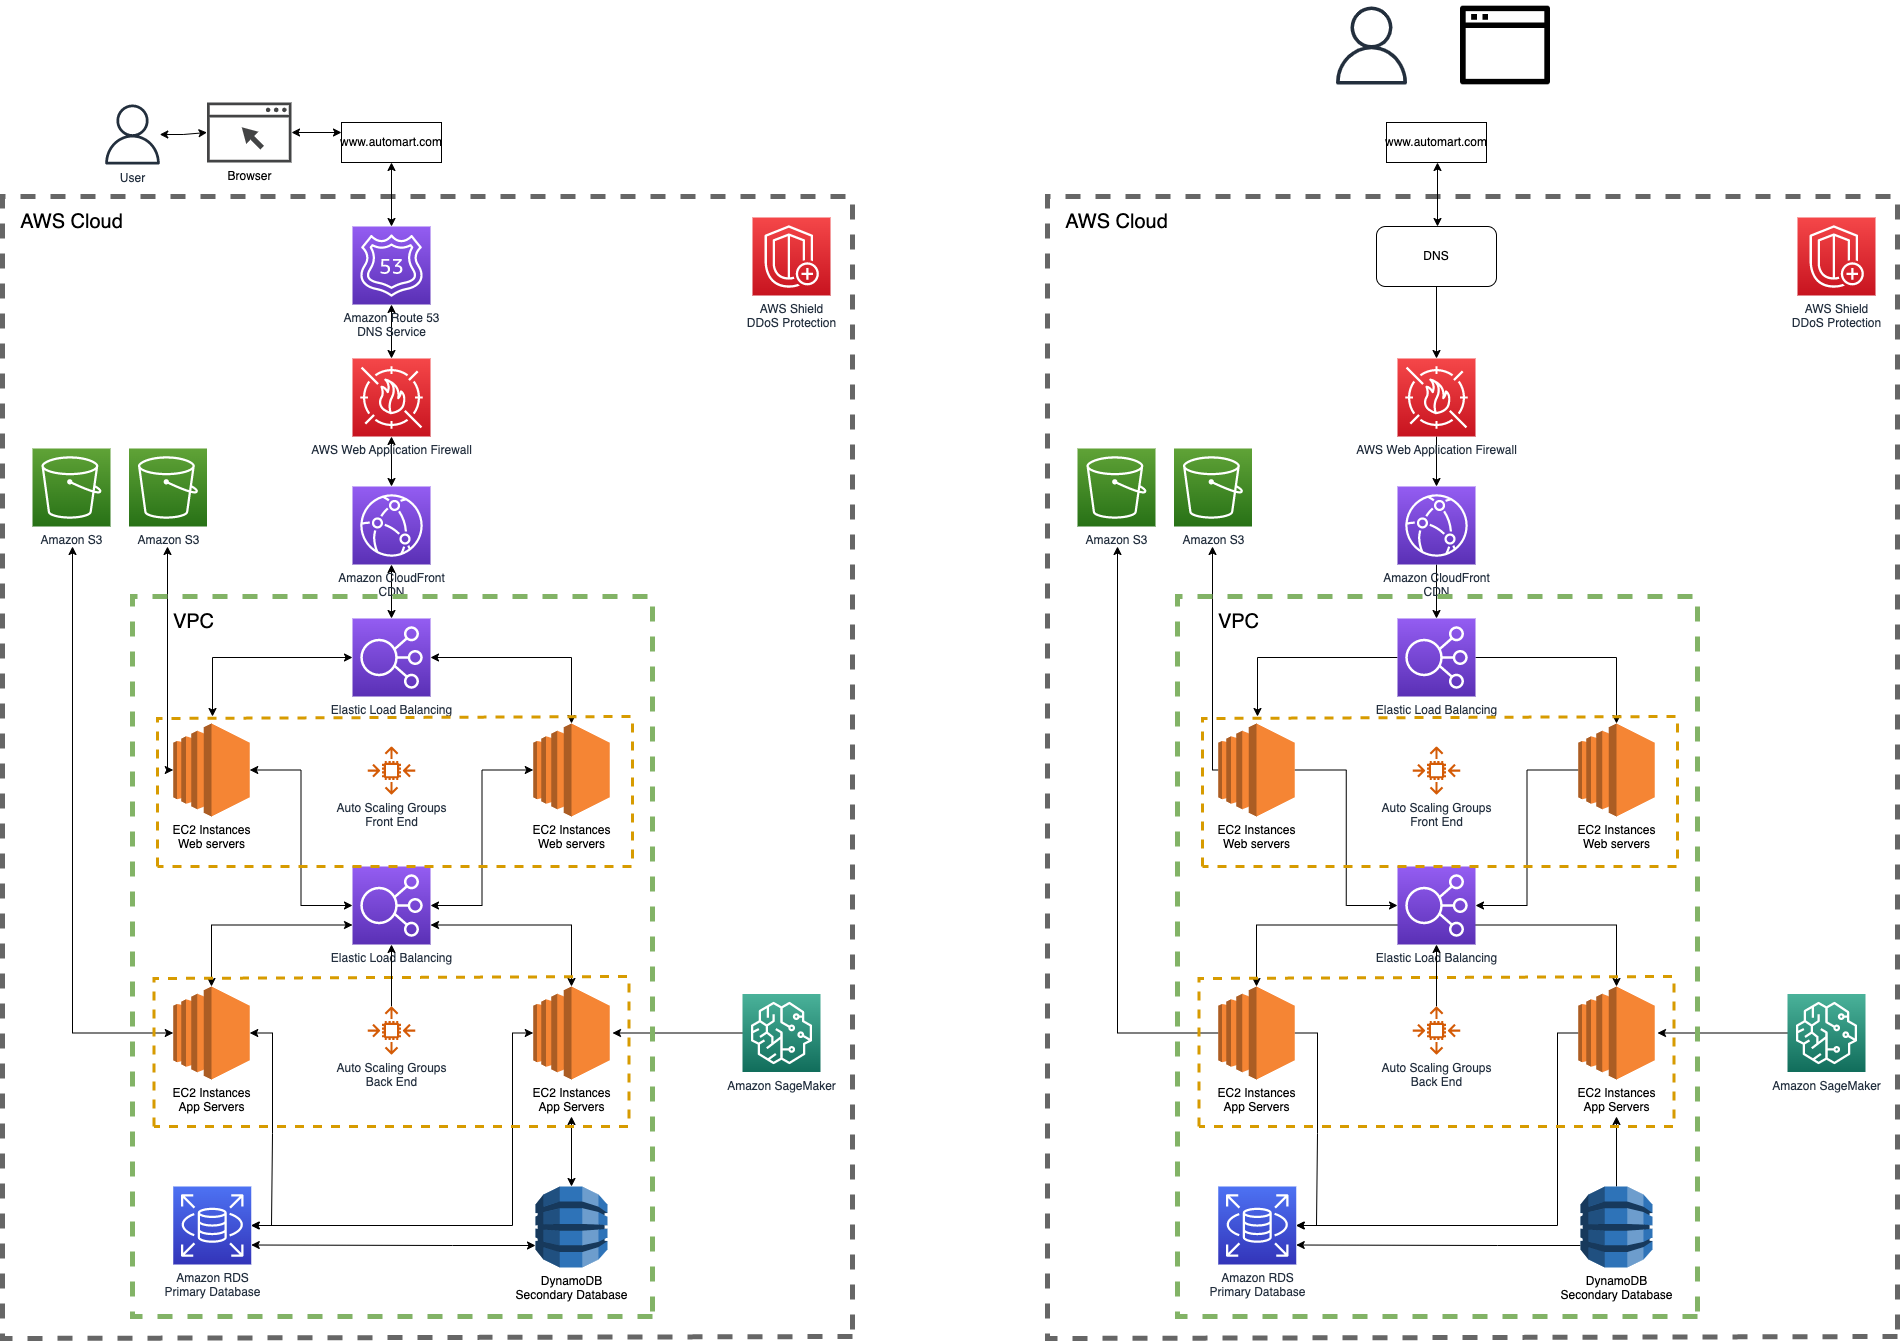 www.automart.com
User
Browser
AWS Cloud
53
Amazon Route 53
DNS Service
AWS Shield
DDoS Protection
AWS Web Application Firewall
Amazon S3
Amazon S3
Amazon CloudFront
CDN
VPC
Elastic Load Balancing
EC2 Instances
Web servers
Auto Scaling Groups
Front End
EC2 Instances
Web servers
Elastic Load Balancing
EC2 Instances
App Servers
Auto Scaling Groups
Back End
EC2 Instances
App Servers
Amazon SageMaker
Amazon RDS
Primary Database
DynamoDB
Secondary Database
www.automart.com
AWS Cloud
DNS
AWS Shield
DDoS Protection
AWS Web Application Firewall
Amazon S3
Amazon S3
Amazon CloudFront
CDN
VPC
Elastic Load Balancing
EC2 Instances
Web servers
Auto Scaling Groups
Front End
EC2 Instances
Web servers
Elastic Load Balancing
EC2 Instances
App Servers
Auto Scaling Groups
Back End
EC2 Instances
App Servers
Amazon SageMaker
Amazon RDS
Primary Database
DynamoDB
Secondary Database